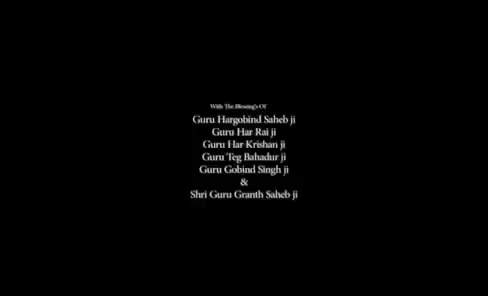 With The Blessing's Of
Guru Hargobind Saheb ji
Guru Har Rai ji
Guru Har Krishan ji
Guru Teg Bahadur ji
Guru Gobind Singh ji
&
Shri Guru Granth Saheb ji